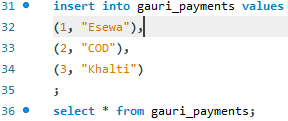 31 insert into gauri_payments values
32 (1, "Esewa"),
33 (2, "COD"),
34 (3, "Khalti")
35 ;
36 select * from gauri_payments;